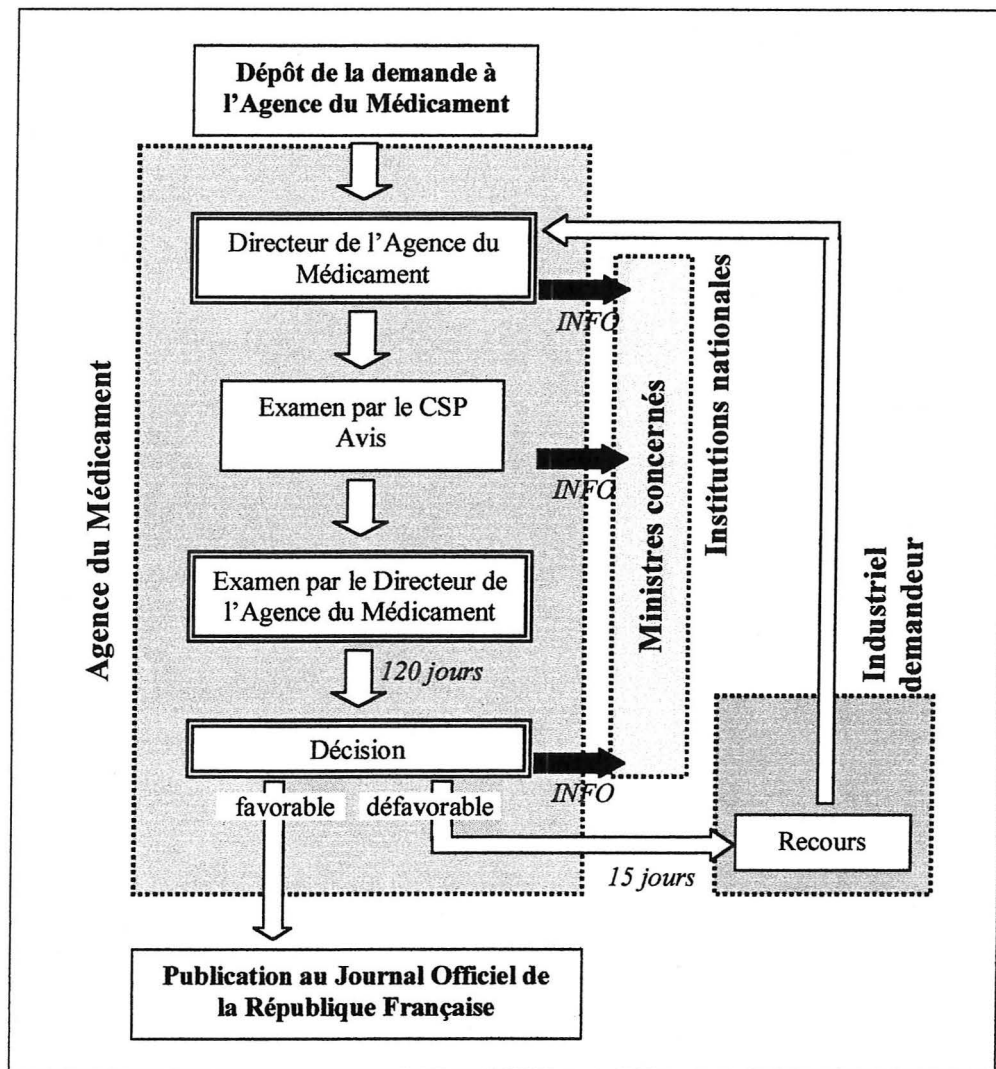 Dépôt de la demande à
l'Agence du Médicament
Directeur de l'Agence du
Médicament
INFO
Examen par le CSP
Avis
INFO
Examen par le Directeur de
l'Agence du Médicament
120 jours
Décision
INFO
favorable
défavorable
15 jours
Recours
Publication au Journal Officiel de
la République Française
Agence du Médicament
Ministres concernés
Institutions nationales
Industriel
demandeur